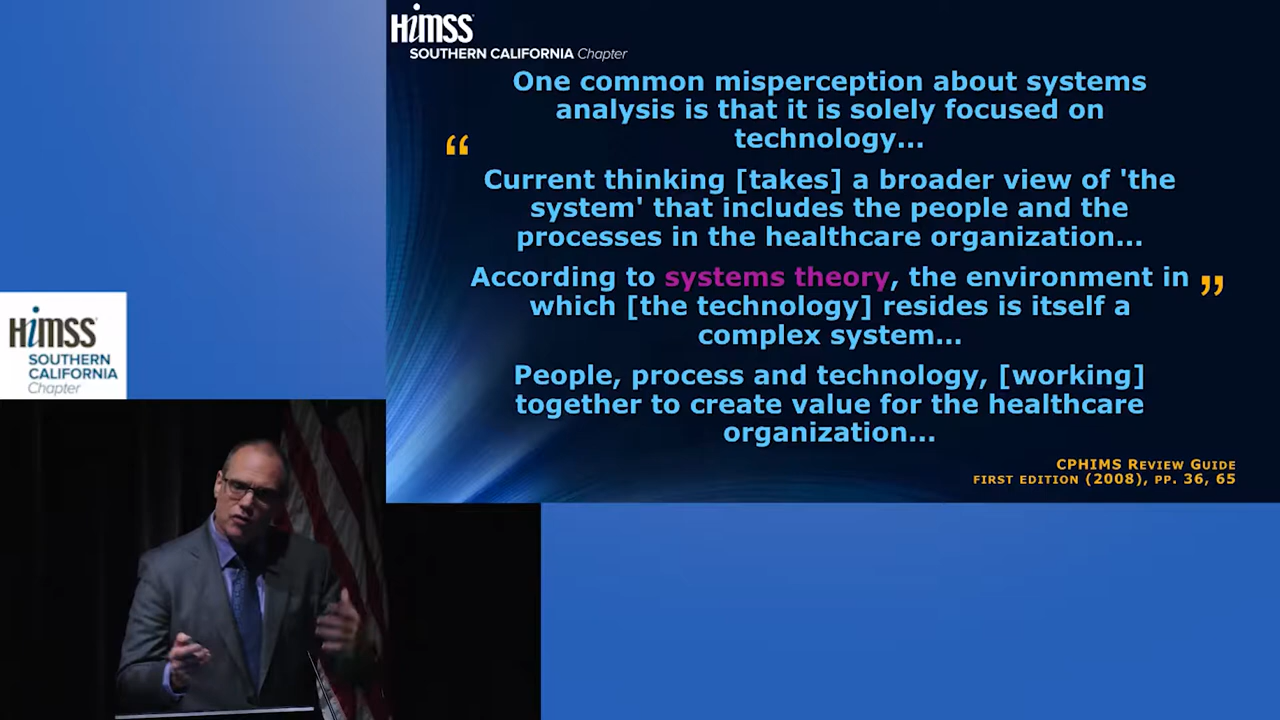 HiMSS
SOUTHERN CALIFORNIA Chapter
One common misperception about systems
analysis is that it is solely focused on
technology...
“
Current thinking [takes] a broader view of 'the
system' that includes the people and the
processes in the healthcare organization...
According to systems theory, the environment in
which [the technology] resides is itself a
complex system...
”
People, process and technology, [working]
together to create value for the healthcare
organization...
CPHIMS REVIEW GUIDE
FIRST EDITION (2008), PP. 36, 65
HiMSS
SOUTHERN
CALIFORNIA
Chapter